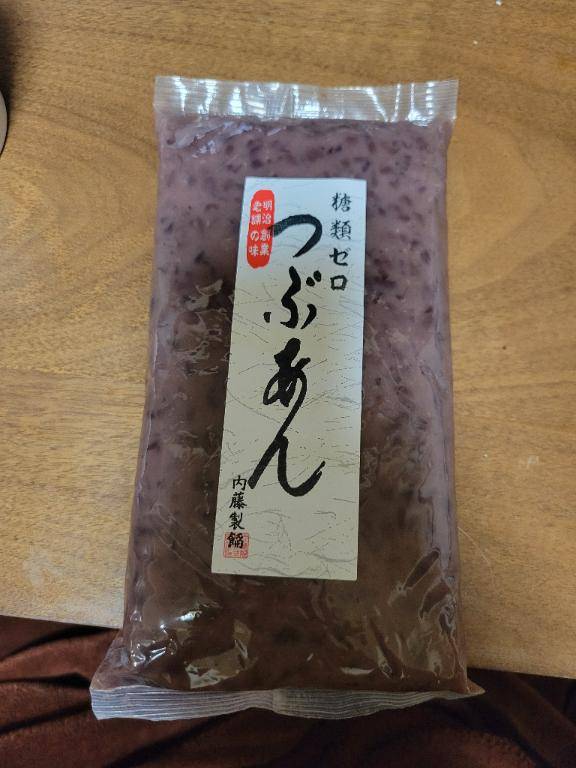 糖類ゼロ
つぶあん
明治創業
老舗の味
内藤製餡